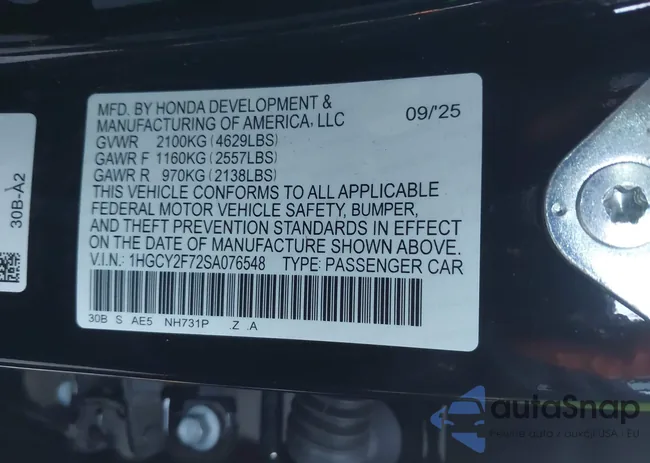 MFD. BY HONDA DEVELOPMENT &
MANUFACTURING OF AMERICA, LLC
09/'25
GVWR 2100KG (4629LBS)
GAWR F 1160KG (2557LBS)
GAWR R 970KG (2138LBS)
THIS VEHICLE CONFORMS TO ALL APPLICABLE
FEDERAL MOTOR VEHICLE SAFETY, BUMPER,
AND THEFT PREVENTION STANDARDS IN EFFECT
ON THE DATE OF MANUFACTURE SHOWN ABOVE.
V.I.N.: 1HGCY2F72SA076548 TYPE: PASSENGER CAR
30B S AE5 NH731P .Z .A
30B-A2
autoSnap